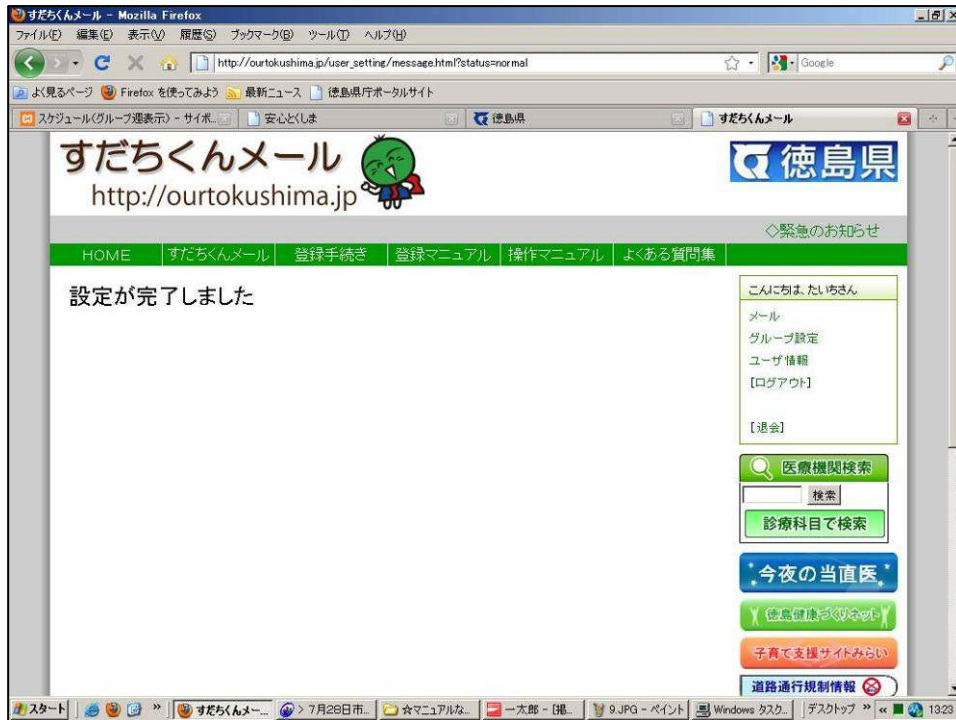 すだちくんメール - Mozilla Firefox
ファイル(F) 編集(E) 表示(V) 履歴(S) ブックマーク(B) ツール(T) ヘルプ(H)
http://ourtokushima.jp/user_setting/message.html?status=normal
Google
よく見るページ Firefox を使ってみよう 最新ニュース 徳島県庁ポータルサイト
スケジュール(グループ週表示) - サイボ... 安心とくしま 徳島県 すだちくんメール
すだちくんメール
http://ourtokushima.jp
徳島県
◇緊急のお知らせ
HOME すだちくんメール 登録手続き 登録マニュアル 操作マニュアル よくある質問集
設定が完了しました
こんにちは、たいちさん
メール
グループ設定
ユーザ情報
[ログアウト]
[退会]
医療機関検索
検索
診療科目で検索
今夜の当直医
徳島健康づくりネット
子育て支援サイトみらい
道路通行規制情報
スタート » すだちくんメー... > 7月28日市... ☆マニュアルな... 一太郎 - [掲... 9.JPG - ペイント Windows タスク... デスクトップ » « 13:23